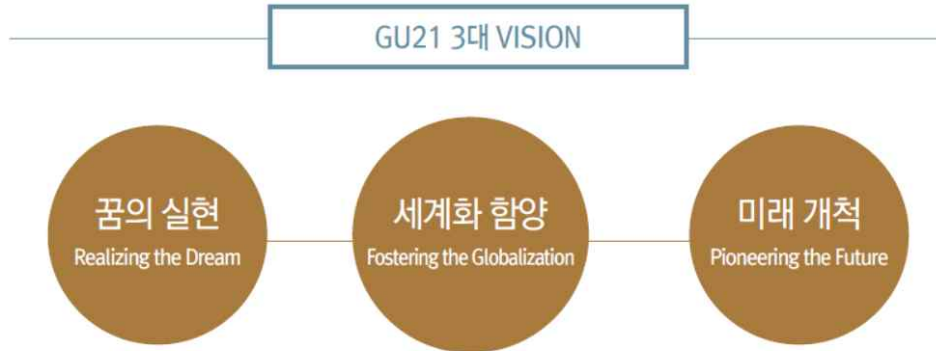 GU21 3대 VISION
꿈의 실현
Realizing the Dream
세계화 함양
Fostering the Globalization
미래 개척
Pioneering the Future